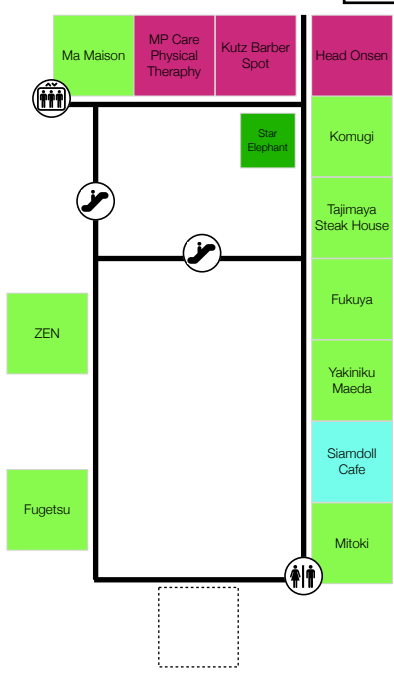 Ma Maison
MP Care
Physical
Theraphy
Kutz Barber
Spot
Head Onsen
Star
Elephant
Komugi
Tajimaya
Steak House
Fukuya
ZEN
Yakiniku
Maeda
Siamdoll
Cafe
Fugetsu
Mitoki